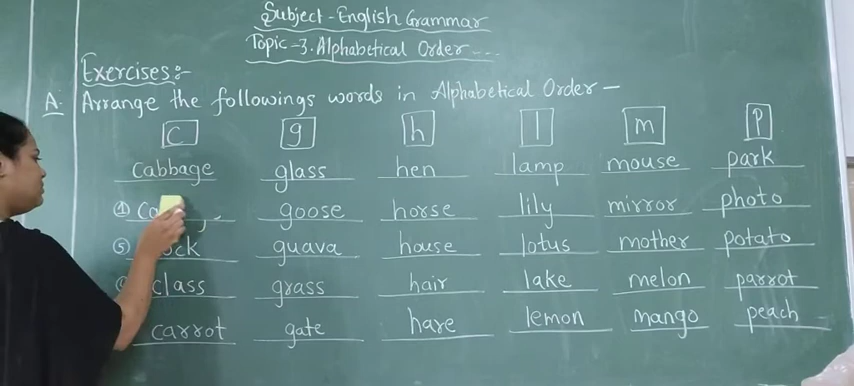 Subject - English Grammar
Topic - 3. Alphabetical Order ---
Exercises :-
A. Arrange the followings words in Alphabetical Order -
c g h l m p
cabbage glass hen lamp mouse park
④ goose horse lily mirror photo
⑤ guava house lotus mother potato
class grass hair lake melon parrot
carrot gate hare lemon mango peach